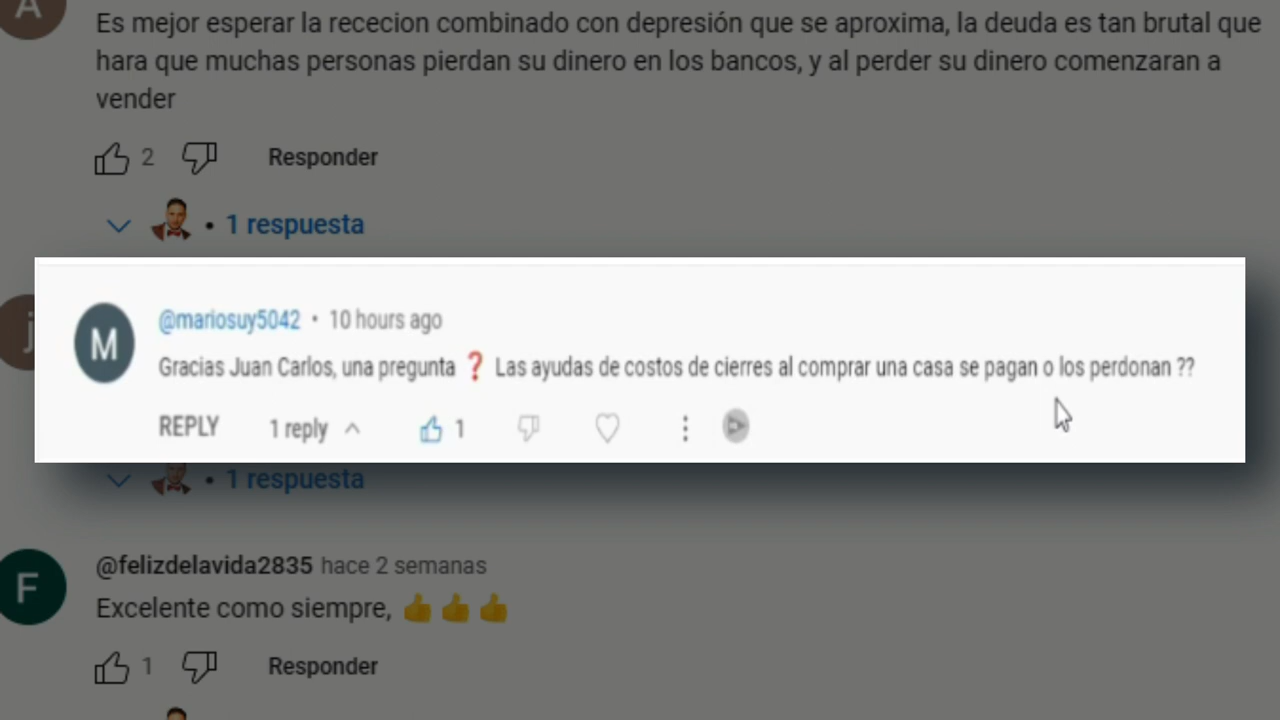 A
Es mejor esperar la rececion combinado con depresión que se aproxima, la deuda es tan brutal que
hara que muchas personas pierdan su dinero en los bancos, y al perder su dinero comenzaran a
vender
2 Responder
• 1 respuesta
j
M
@mariosuy5042 • 10 hours ago
Gracias Juan Carlos, una pregunta ❓ Las ayudas de costos de cierres al comprar una casa se pagan o los perdonan ??
REPLY 1 reply 1
• 1 respuesta
F
@felizdelavida2835 hace 2 semanas
Excelente como siempre, 👍👍👍
1 Responder